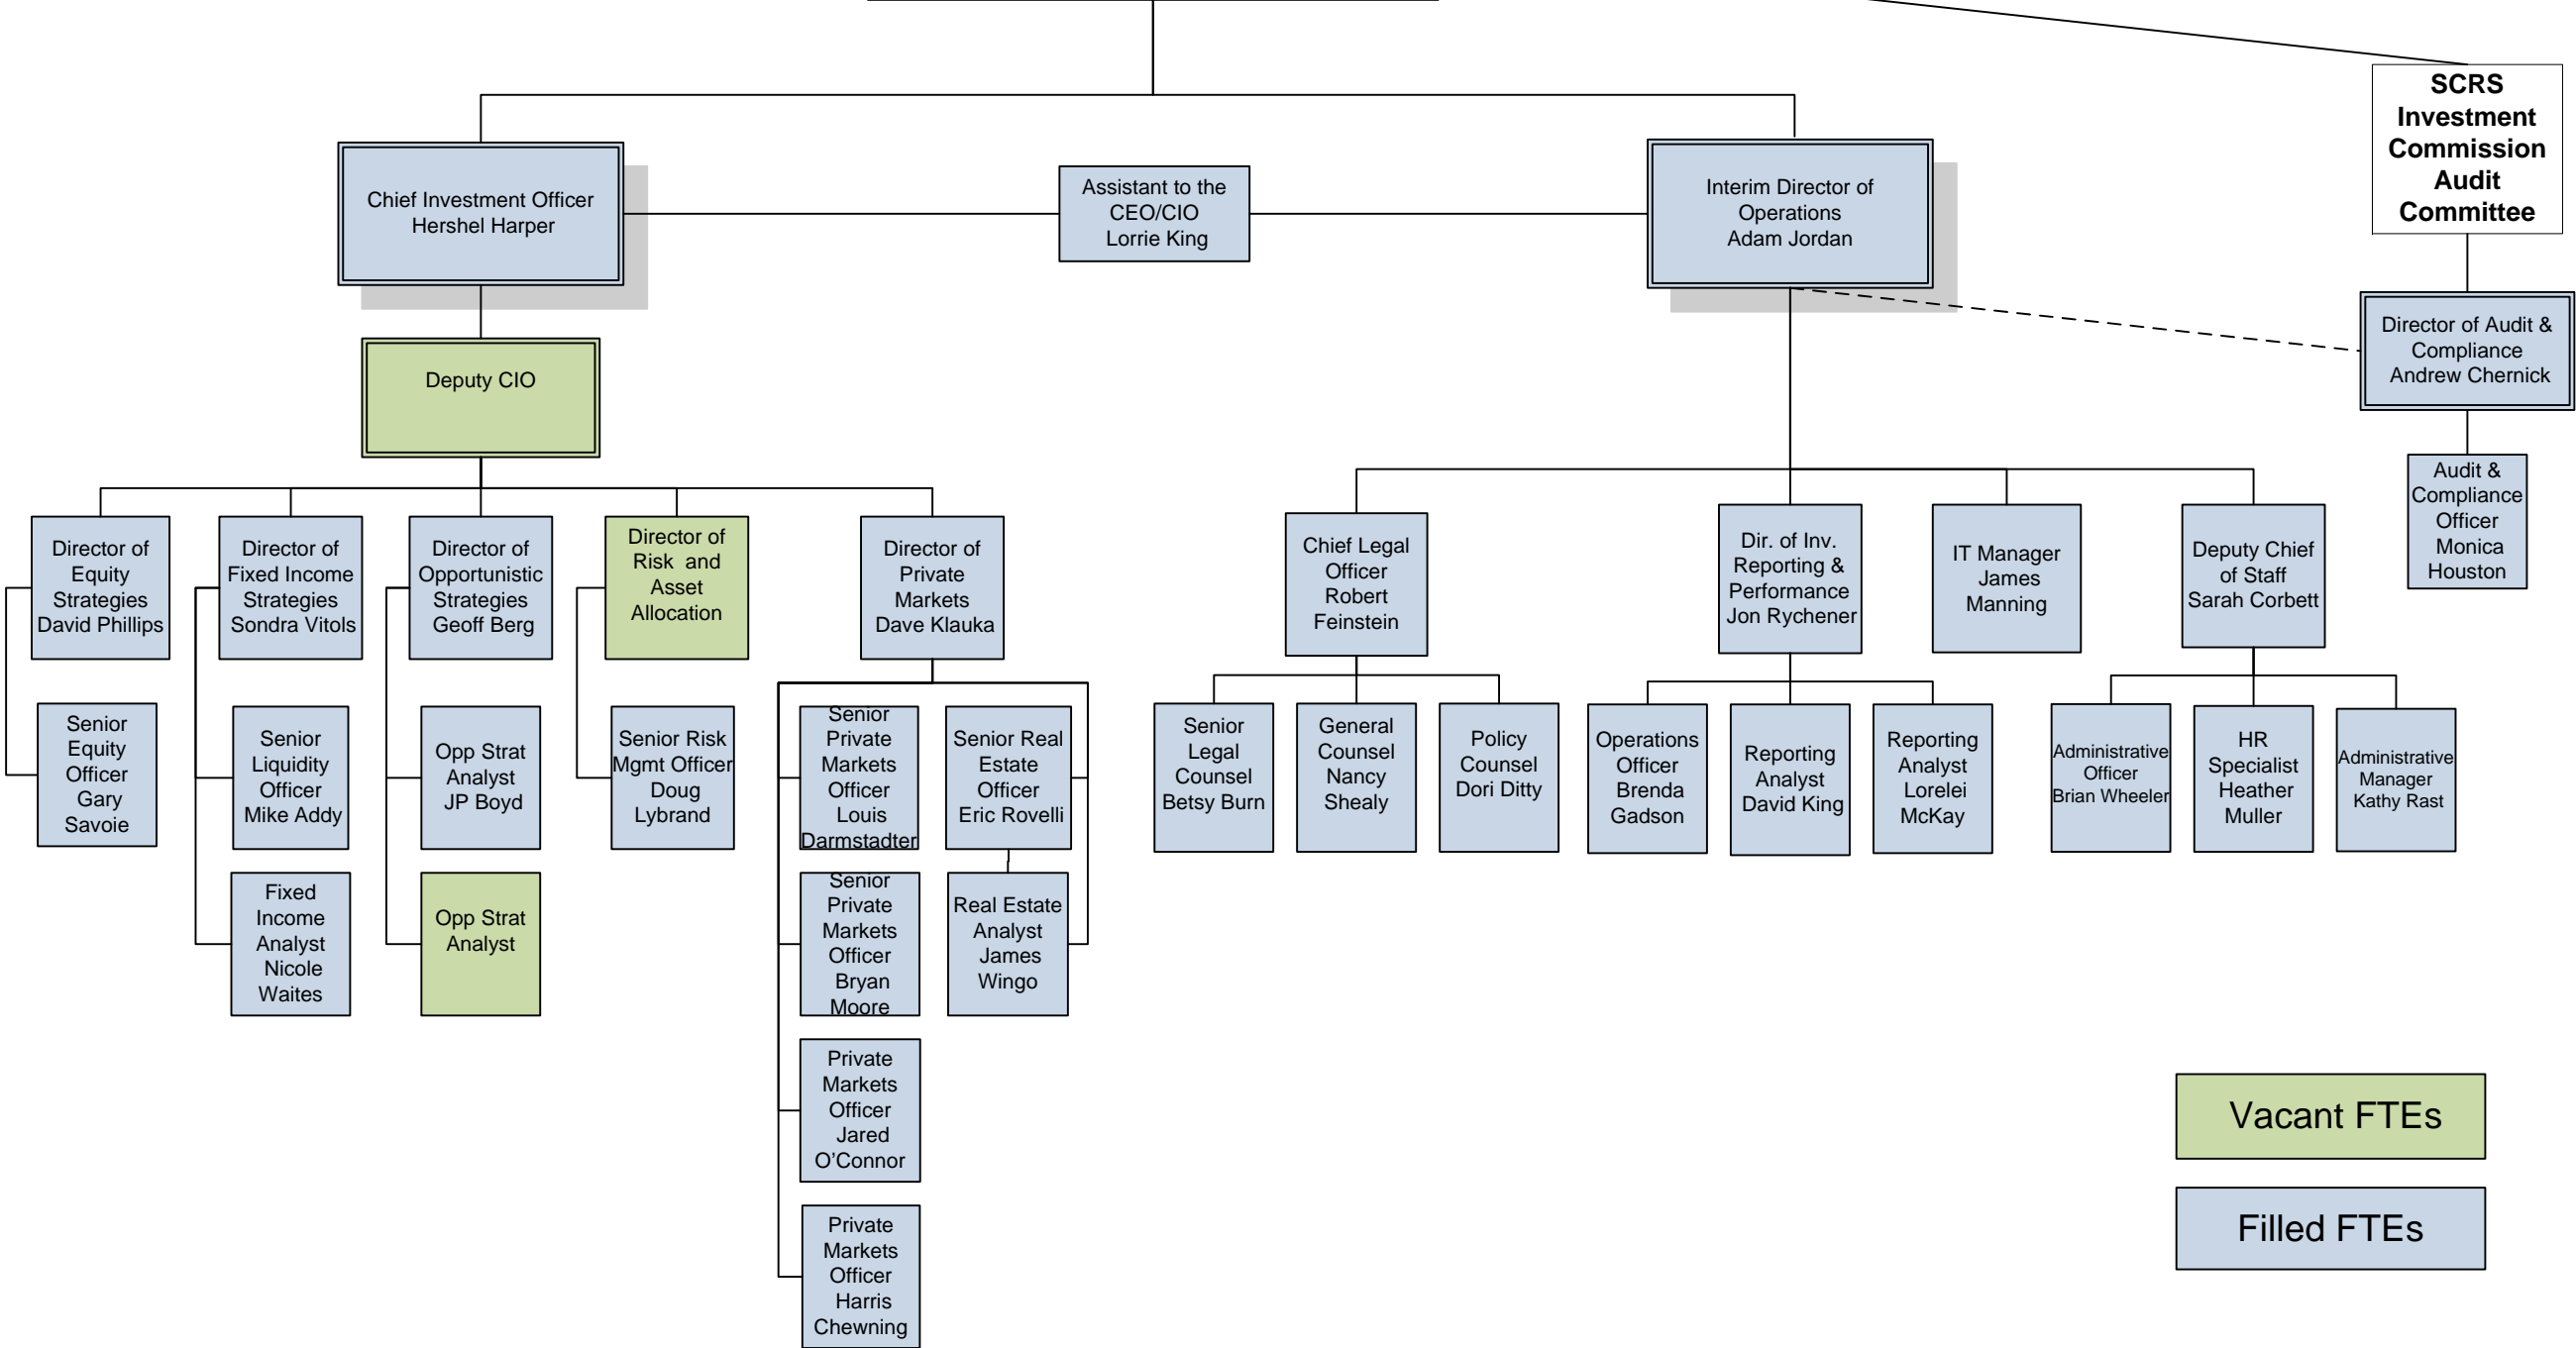 SCRS
Investment
Commission
Audit
Committee
Chief Investment Officer
Hershel Harper
Assistant to the
CEO/CIO
Lorrie King
Interim Director of
Operations
Adam Jordan
Director of Audit &
Compliance
Andrew Chernick
Deputy CIO
Audit &
Compliance
Officer
Monica
Houston
Director of
Equity
Strategies
David Phillips
Director of
Fixed Income
Strategies
Sondra Vitols
Director of
Opportunistic
Strategies
Geoff Berg
Director of
Risk and
Asset
Allocation
Director of
Private
Markets
Dave Klauka
Chief Legal
Officer
Robert
Feinstein
Dir. of Inv.
Reporting &
Performance
Jon Rychener
IT Manager
James
Manning
Deputy Chief
of Staff
Sarah Corbett
Senior
Equity
Officer
Gary
Savoie
Senior
Liquidity
Officer
Mike Addy
Opp Strat
Analyst
JP Boyd
Senior Risk
Mgmt Officer
Doug
Lybrand
Senior
Private
Markets
Officer
Louis
Darmstadter
Senior Real
Estate
Officer
Eric Rovelli
Senior
Legal
Counsel
Betsy Burn
General
Counsel
Nancy
Shealy
Policy
Counsel
Dori Ditty
Operations
Officer
Brenda
Gadson
Reporting
Analyst
David King
Reporting
Analyst
Lorelei
McKay
Administrative
Officer
Brian Wheeler
HR
Specialist
Heather
Muller
Administrative
Manager
Kathy Rast
Fixed
Income
Analyst
Nicole
Waites
Opp Strat
Analyst
Senior
Private
Markets
Officer
Bryan
Moore
Real Estate
Analyst
James
Wingo
Private
Markets
Officer
Jared
O’Connor
Private
Markets
Officer
Harris
Chewning
Vacant FTEs
Filled FTEs